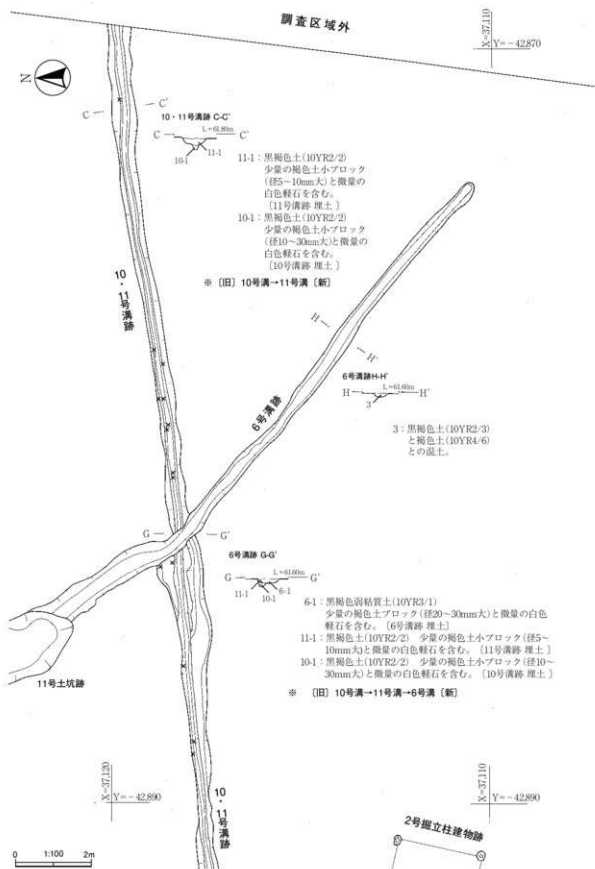 調査区域外
X=37,110
Y=-42,870
N
C
C'
10・11号溝跡 C-C'
C
L=61.80m
C'
10-1
11-1
11-1：黒褐色土(10YR2/2)
少量の褐色土小ブロック
(径5～10mm大)と微量の
白色軽石を含む。
［11号溝跡 埋土］
10-1：黒褐色土(10YR2/2)
少量の褐色土小ブロック
(径10～30mm大)と微量の
白色軽石を含む。
［10号溝跡 埋土］
※［旧］10号溝→11号溝［新］
10・11号溝跡
H
H'
6号溝跡H-H'
H
L=61.60m
H'
3
6号溝跡
3：黒褐色土(10YR2/3)
と褐色土(10YR4/6)
との混土。
G
G'
6号溝跡 G-G'
G
L=61.60m
G'
11-1
10-1
6-1
6-1：黒褐色弱粘質土(10YR3/1)
少量の褐色土ブロック(径20～30mm大)と微量の白色
軽石を含む。［6号溝跡 埋土］
11-1：黒褐色土(10YR2/2) 少量の褐色土小ブロック(径5～
10mm大)と微量の白色軽石を含む。［11号溝跡 埋土］
10-1：黒褐色土(10YR2/2) 少量の褐色土小ブロック(径10～
30mm大)と微量の白色軽石を含む。［10号溝跡 埋土］
※ ［旧］10号溝→11号溝→6号溝［新］
11号土坑跡
X=37,120
Y=-42,890
X=37,110
Y=-42,890
10・11号溝跡
2号掘立柱建物跡
0 1:100 2m